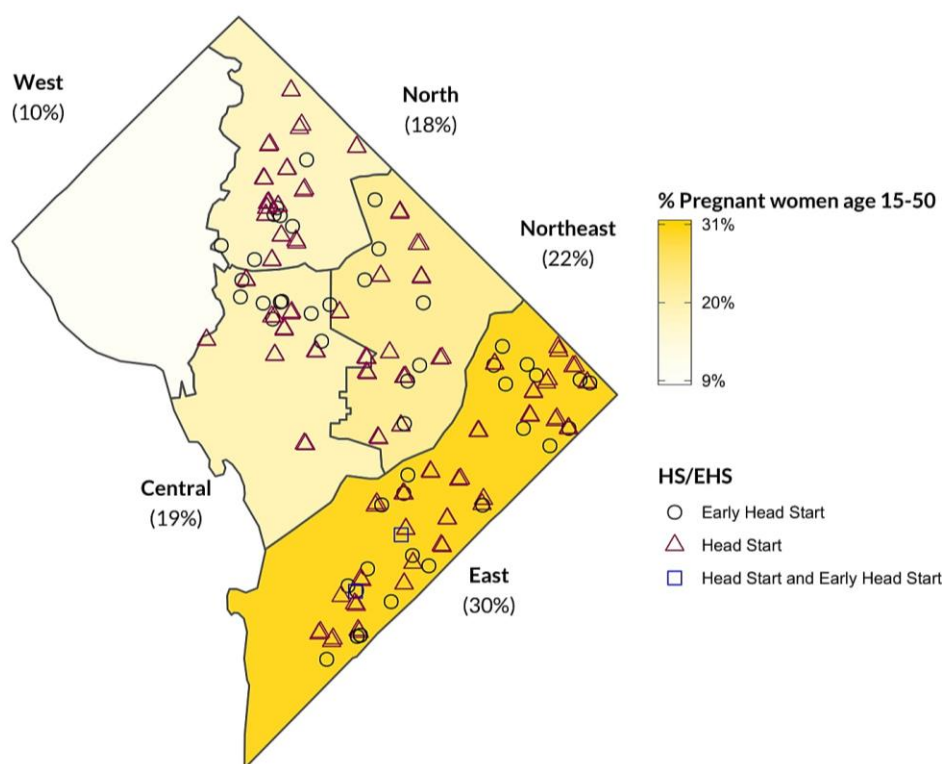 West
(10%)
North
(18%)
Northeast
(22%)
% Pregnant women age 15-50
31%
20%
9%
HS/EHS
Early Head Start
Head Start
Head Start and Early Head Start
Central
(19%)
East
(30%)